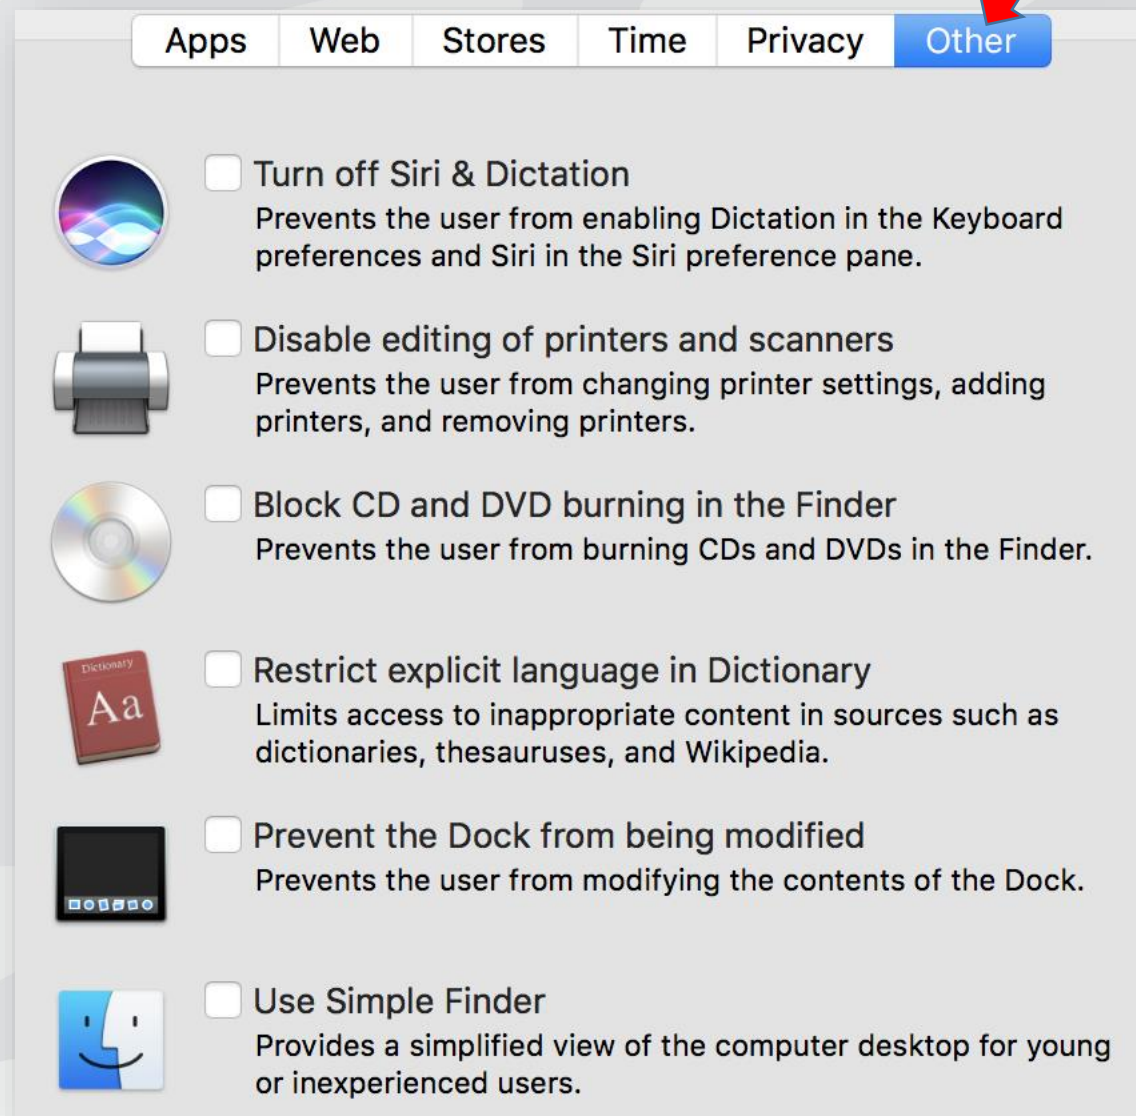 Apps Web Stores Time Privacy Other
Turn off Siri & Dictation
Prevents the user from enabling Dictation in the Keyboard
preferences and Siri in the Siri preference pane.
Disable editing of printers and scanners
Prevents the user from changing printer settings, adding
printers, and removing printers.
Block CD and DVD burning in the Finder
Prevents the user from burning CDs and DVDs in the Finder.
Dictionary
Aa
Restrict explicit language in Dictionary
Limits access to inappropriate content in sources such as
dictionaries, thesauruses, and Wikipedia.
Prevent the Dock from being modified
Prevents the user from modifying the contents of the Dock.
Use Simple Finder
Provides a simplified view of the computer desktop for young
or inexperienced users.